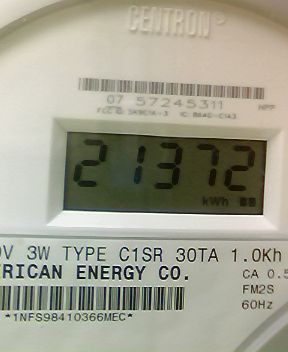 CENTRON®
07 57245311 NPP
21372
kWh
V 3W TYPE C1SR 30TA 1.0Kh
RICAN ENERGY CO. CA 0.5
FM2S
*1NFS98410366MEC* 60Hz